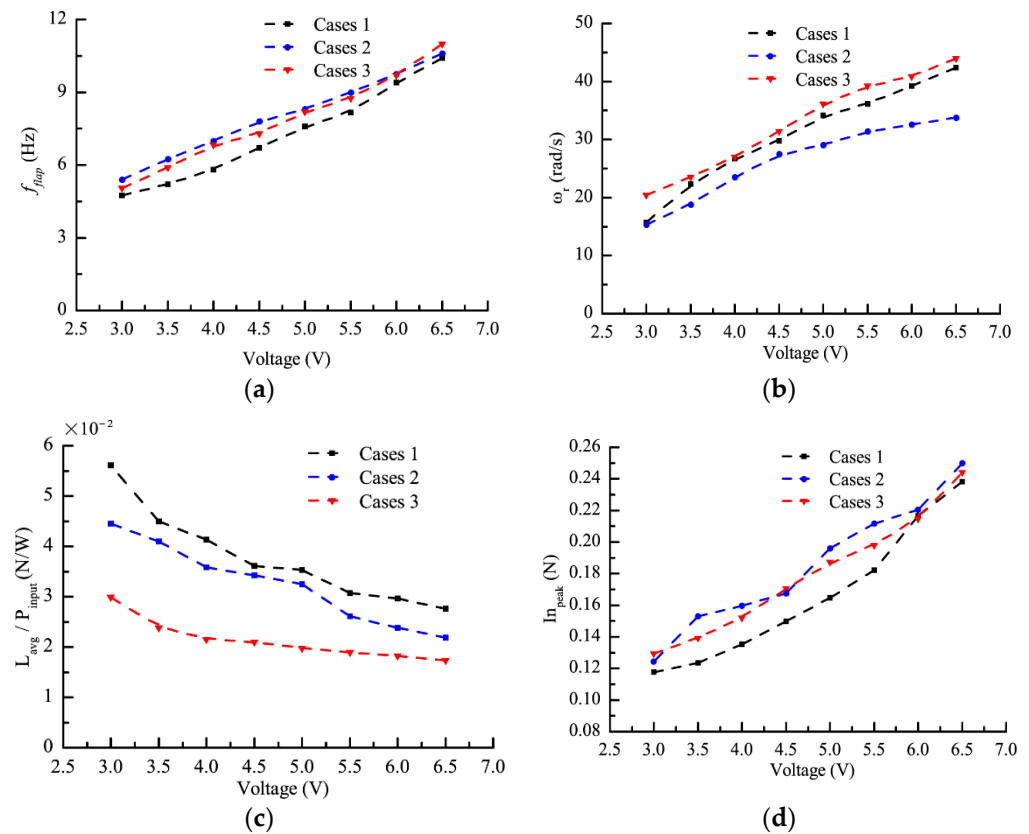 12
9
6
3
0
f_flap (Hz)
Cases 1
Cases 2
Cases 3
2.5 3.0 3.5 4.0 4.5 5.0 5.5 6.0 6.5 7.0
Voltage (V)
(a)
50
40
30
20
10
0
ω_r (rad/s)
Cases 1
Cases 2
Cases 3
2.5 3.0 3.5 4.0 4.5 5.0 5.5 6.0 6.5 7.0
Voltage (V)
(b)
×10⁻²
6
5
4
3
2
1
0
L_avg / P_input (N/W)
Cases 1
Cases 2
Cases 3
2.5 3.0 3.5 4.0 4.5 5.0 5.5 6.0 6.5 7.0
Voltage (V)
(c)
0.26
0.24
0.22
0.20
0.18
0.16
0.14
0.12
0.10
0.08
In_peak (N)
Cases 1
Cases 2
Cases 3
2.5 3.0 3.5 4.0 4.5 5.0 5.5 6.0 6.5 7.0
Voltage (V)
(d)